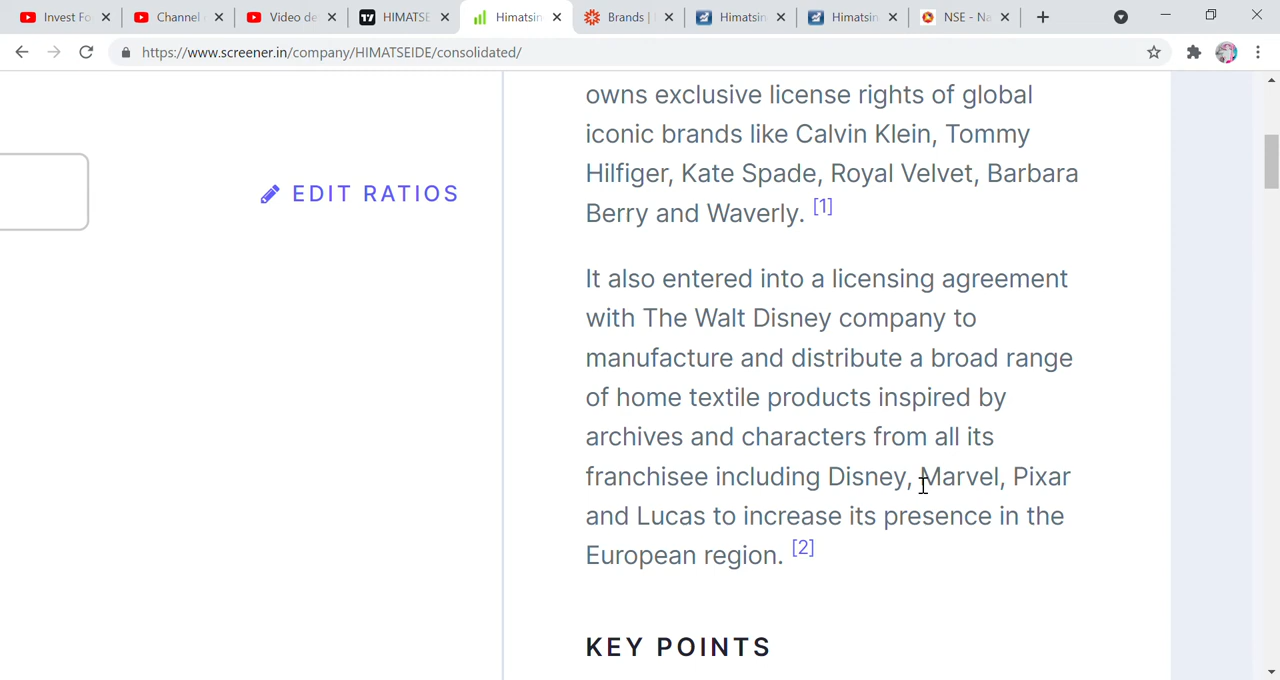 Invest Fo
Channel
Video de
HIMATSE
Himatsin
Brands |
Himatsin
Himatsin
NSE - Na
https://www.screener.in/company/HIMATSEIDE/consolidated/
EDIT RATIOS
owns exclusive license rights of global
iconic brands like Calvin Klein, Tommy
Hilfiger, Kate Spade, Royal Velvet, Barbara
Berry and Waverly. [1]
It also entered into a licensing agreement
with The Walt Disney company to
manufacture and distribute a broad range
of home textile products inspired by
archives and characters from all its
franchisee including Disney, Marvel, Pixar
and Lucas to increase its presence in the
European region. [2]
KEY POINTS